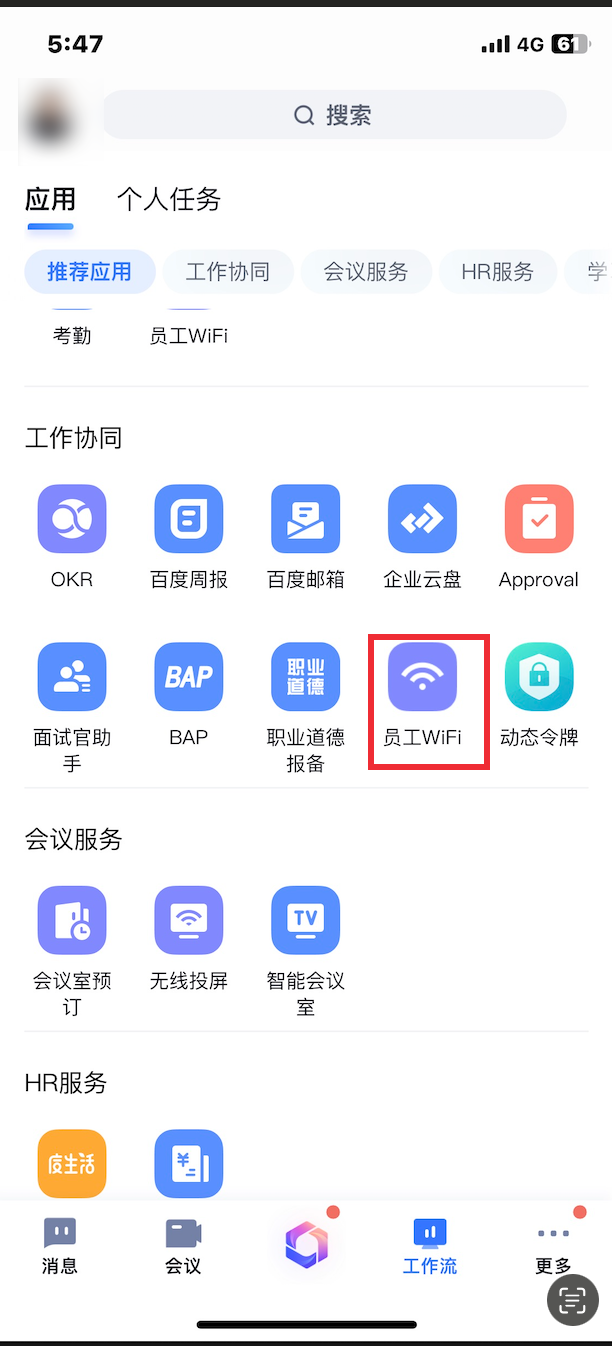 5:47
4G 61
搜索
应用 个人任务
推荐应用 工作协同 会议服务 HR服务 学
考勤 员工WiFi
工作协同
OKR 百度周报 百度邮箱 企业云盘 Approval
BAP 职业道德
面试官助手 BAP 职业道德报备 员工WiFi 动态令牌
会议服务
TV
会议室预订 无线投屏 智能会议室
HR服务
度生活 ¥
消息 会议 工作流 更多